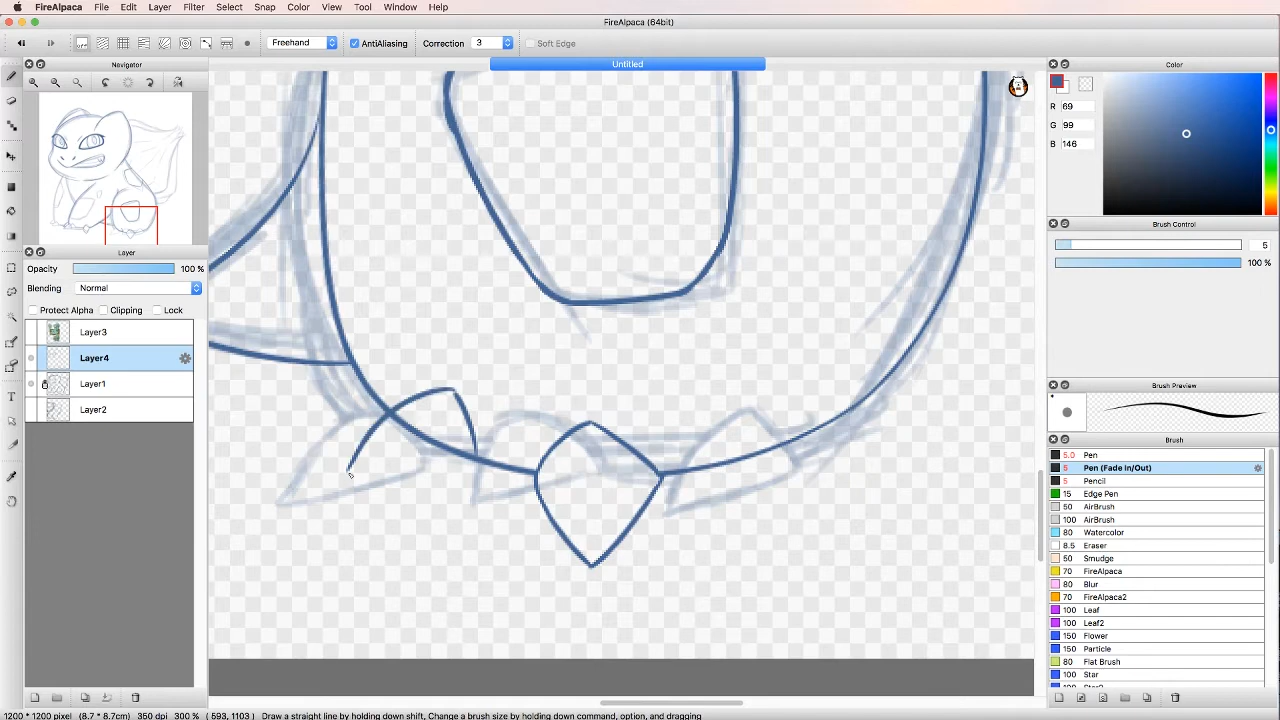 FireAlpaca File Edit Layer Filter Select Snap Color View Tool Window Help
FireAlpaca (64bit)
Freehand AntiAliasing Correction 3 Soft Edge
Navigator
Untitled
Color
R 69
G 99
B 146
Brush Control
5
100 %
Layer
Opacity 100 %
Blending Normal
Protect Alpha Clipping Lock
Layer3
Layer4
Layer1
Layer2
Brush Preview
Brush
5.0 Pen
5 Pen (Fade In/Out)
5 Pencil
15 Edge Pen
50 AirBrush
100 AirBrush
80 Watercolor
8.5 Eraser
50 Smudge
70 FireAlpaca
80 Blur
70 FireAlpaca2
100 Leaf
100 Leaf2
150 Flower
150 Particle
80 Flat Brush
100 Star
1200 * 1200 pixel (8.7 * 8.7cm) 350 dpi 300 % ( 593, 1103 ) Draw a straight line by holding down shift, Change a brush size by holding down command, option, and dragging